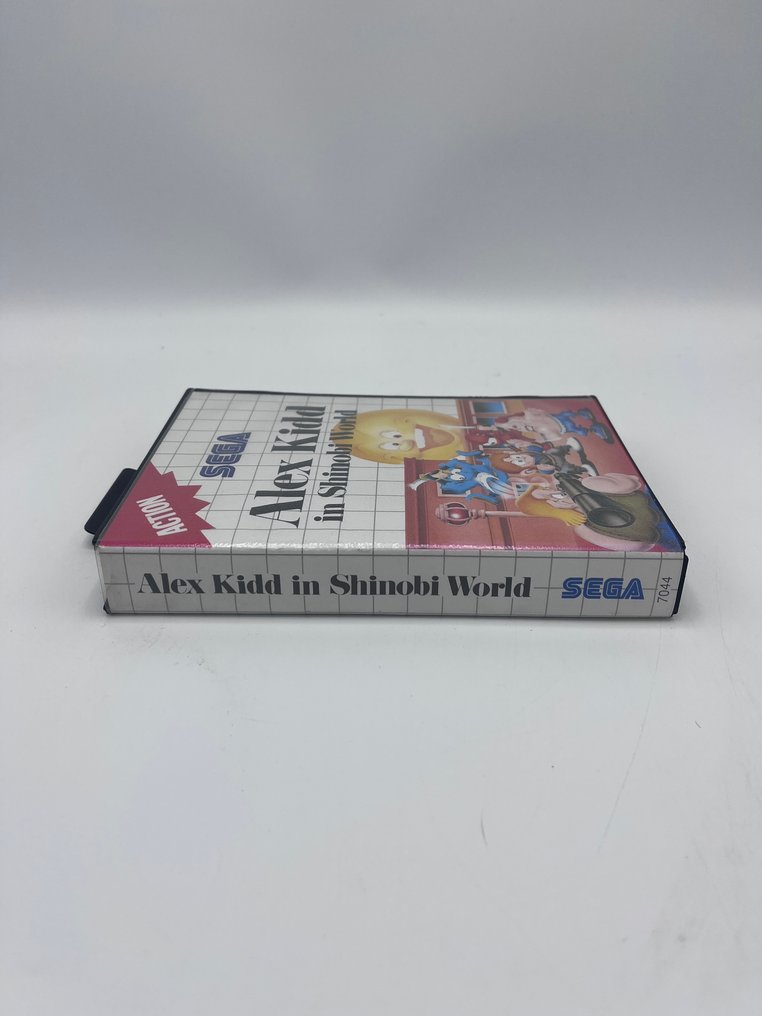 ACTION
SEGA
Alex Kidd
in Shinobi World
Alex Kidd in Shinobi World
SEGA
7044